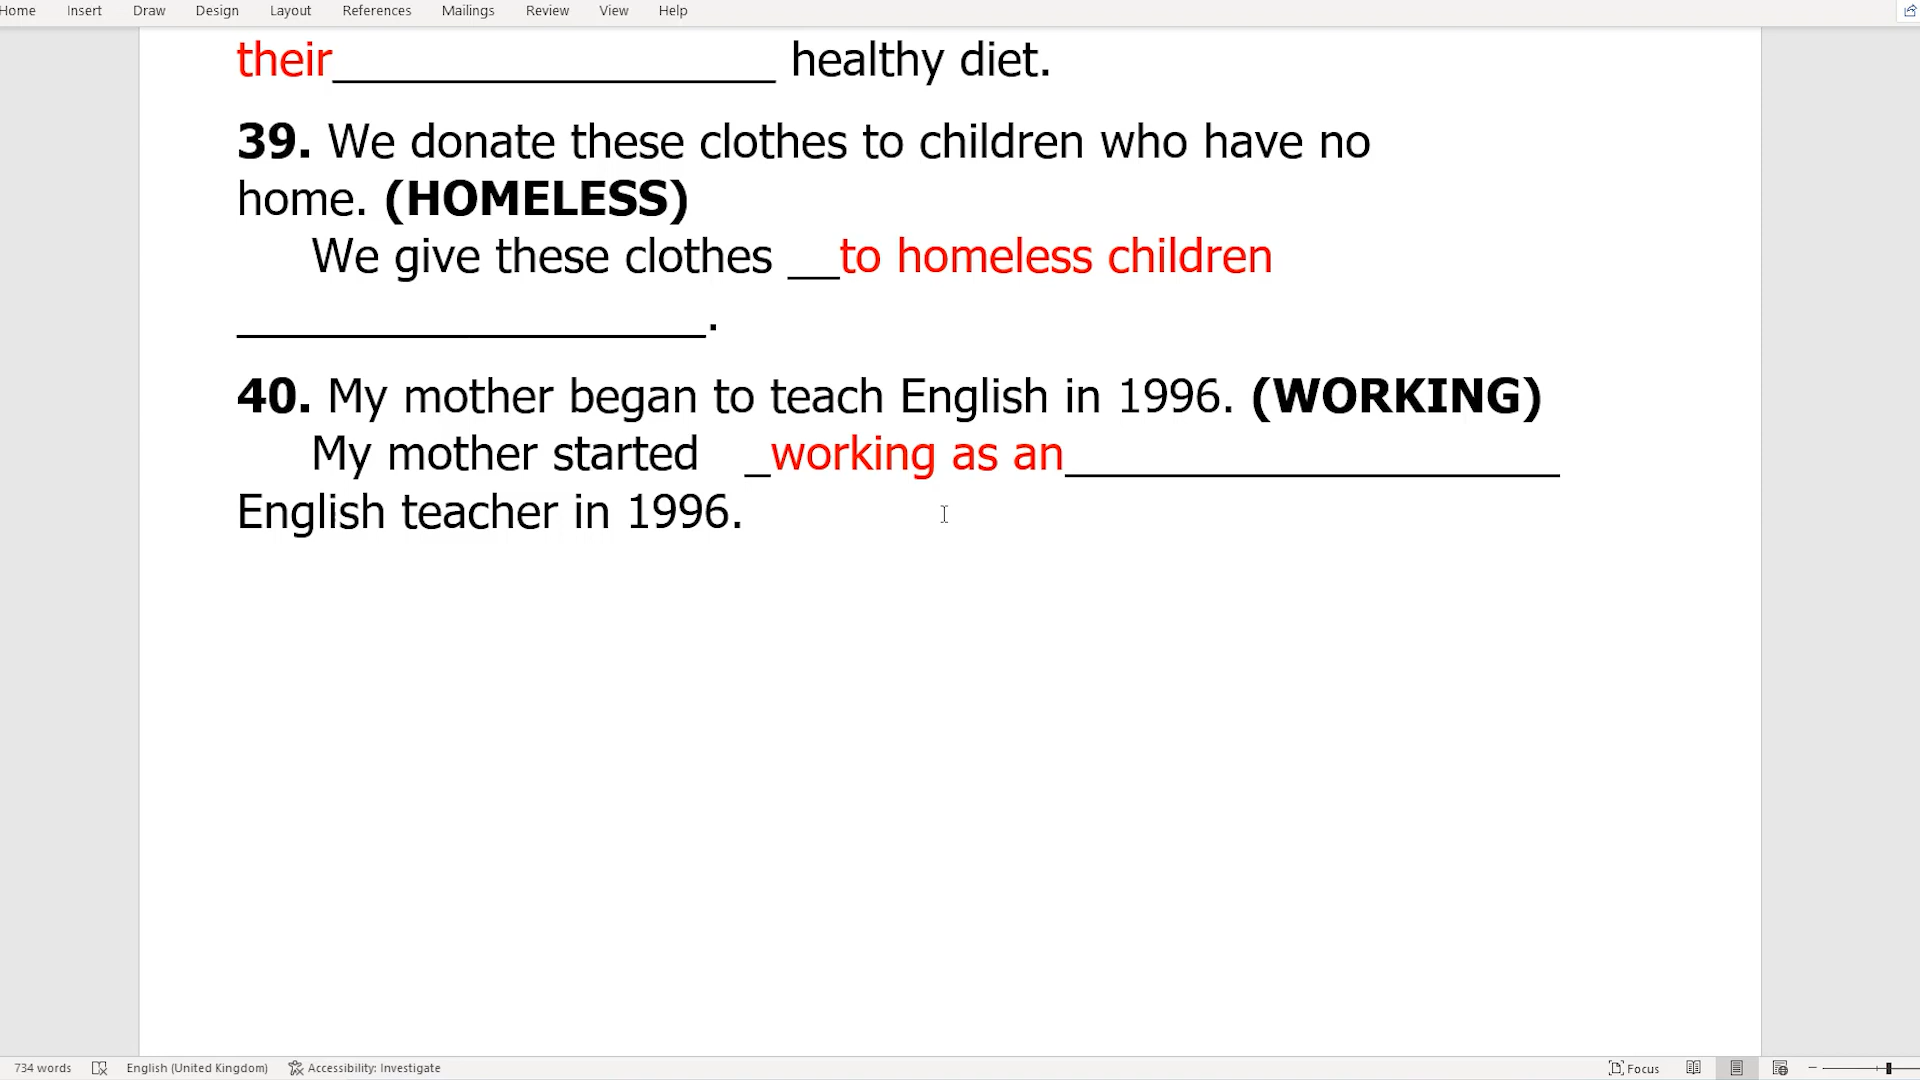 Home Insert Draw Design Layout References Mailings Review View Help
their_________________ healthy diet.
39. We donate these clothes to children who have no
home. (HOMELESS)
We give these clothes __to homeless children
__________________.
40. My mother began to teach English in 1996. (WORKING)
My mother started _working as an___________________
English teacher in 1996.
734 words English (United Kingdom) Accessibility: Investigate Focus